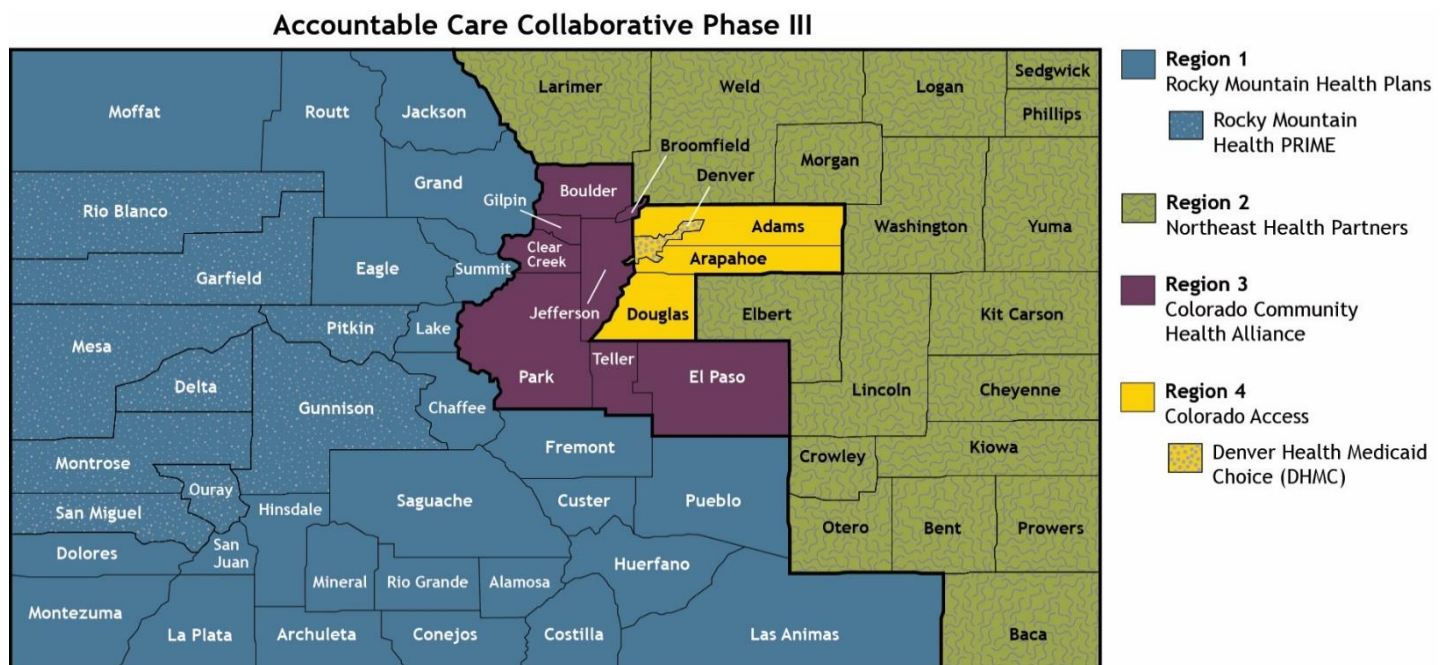 Accountable Care Collaborative Phase III
Moffat
Routt
Jackson
Larimer
Weld
Logan
Sedgwick
Phillips
Rio Blanco
Grand
Gilpin
Boulder
Broomfield
Denver
Morgan
Washington
Yuma
Garfield
Eagle
Summit
Clear
Creek
Jefferson
Adams
Arapahoe
Douglas
Elbert
Kit Carson
Mesa
Pitkin
Lake
Delta
Gunnison
Chaffee
Park
Teller
El Paso
Lincoln
Cheyenne
Montrose
Ouray
Fremont
Crowley
Kiowa
San Miguel
Hinsdale
Saguache
Custer
Pueblo
Otero
Bent
Prowers
Dolores
San
Juan
Mineral
Rio Grande
Alamosa
Huerfano
Montezuma
La Plata
Archuleta
Conejos
Costilla
Las Animas
Baca
Region 1
Rocky Mountain Health Plans
Rocky Mountain
Health PRIME
Region 2
Northeast Health Partners
Region 3
Colorado Community
Health Alliance
Region 4
Colorado Access
Denver Health Medicaid
Choice (DHMC)